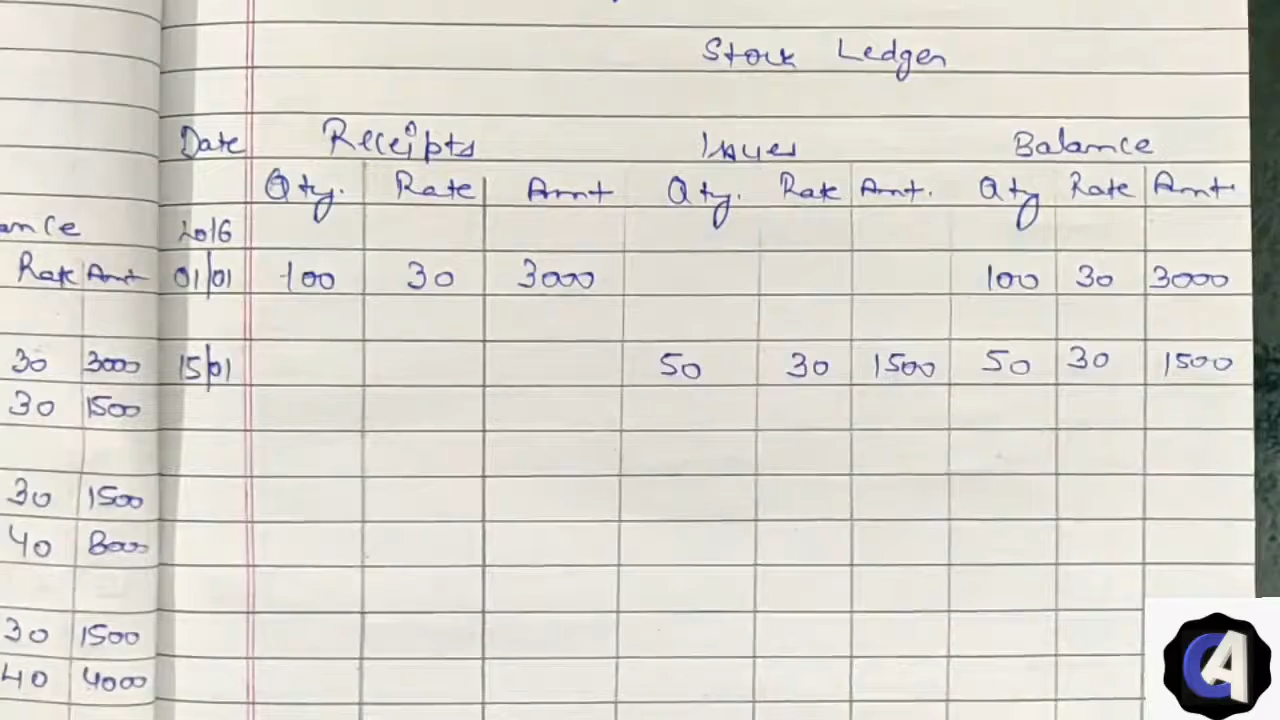 Stock Ledger
Date Receipts Issues Balance
Qty. Rate Amnt Qty. Rate Amt. Qty Rate Amt.
ance 2016
Rate Amt 01/01 100 30 3000 100 30 3000
30 3000 15/01 50 30 1500 50 30 1500
30 1500
30 1500
40 8000
30 1500
40 4000
CA